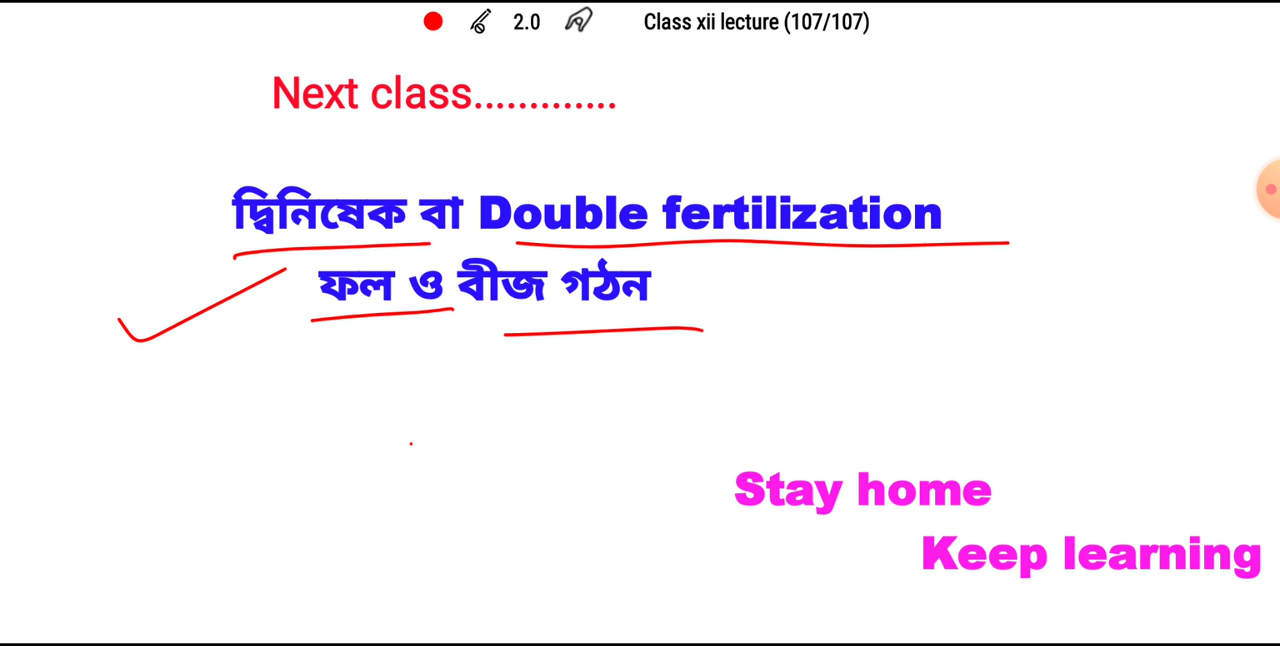 2.0 Class xii lecture (107/107)
Next class.............
দ্বিনিষেক বা Double fertilization
ফল ও বীজ গঠন
Stay home
Keep learning